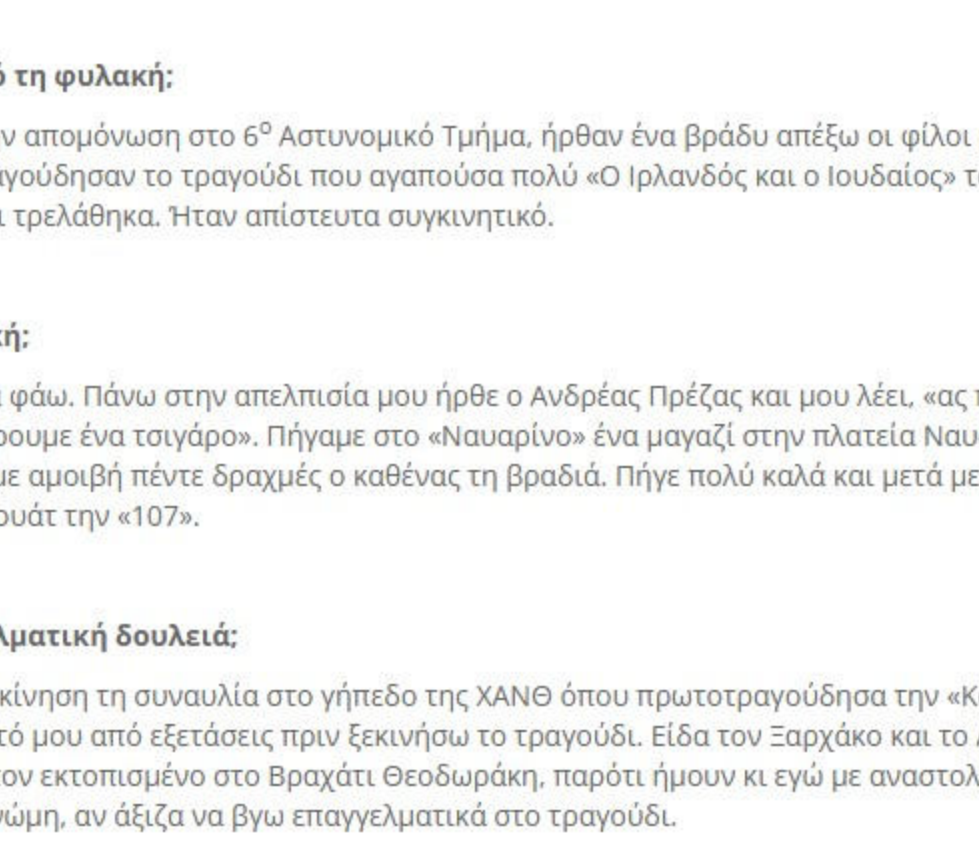 ό τη φυλακή;
ν απομόνωση στο 6º Αστυνομικό Τμήμα, ήρθαν ένα βράδυ απέξω οι φίλοι
αγούδησαν το τραγούδι που αγαπούσα πολύ «Ο Ιρλανδός και ο Ιουδαίος» τ
ι τρελάθηκα. Ήταν απίστευτα συγκινητικό.
κή;
α φάω. Πάνω στην απελπισία μου ήρθε ο Ανδρέας Πρέζας και μου λέει, «ας π
ρουμε ένα τσιγάρο». Πήγαμε στο «Ναυαρίνο» ένα μαγαζί στην πλατεία Ναυ
με αμοιβή πέντε δραχμές ο καθένας τη βραδιά. Πήγε πολύ καλά και μετά με
ουάτ την «107».
λματική δουλειά;
κίνηση τη συναυλία στο γήπεδο της ΧΑΝΘ όπου πρωτοτραγούδησα την «Κ
τό μου από εξετάσεις πριν ξεκινήσω το τραγούδι. Είδα τον Ξαρχάκο και το
τον εκτοπισμένο στο Βραχάτι Θεοδωράκη, παρότι ήμουν κι εγώ με αναστολ
νώμη, αν άξιζα να βγω επαγγελματικά στο τραγούδι.